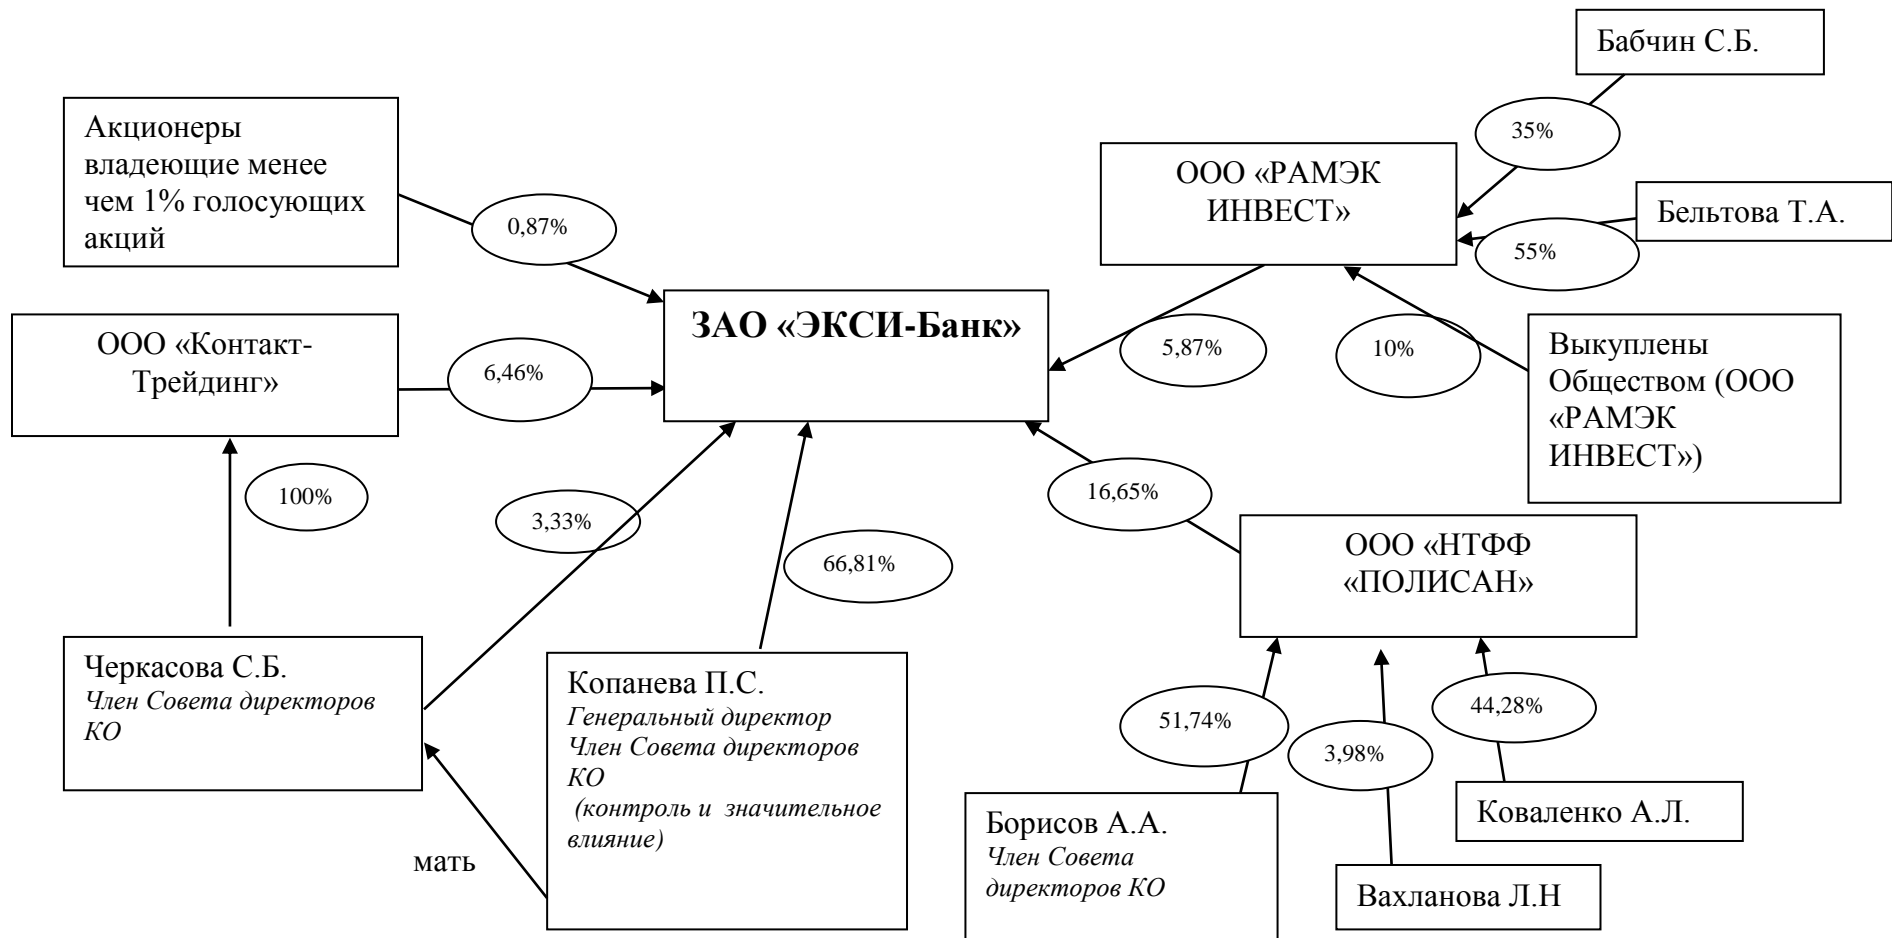 Бабчин С.Б.
Акционеры
владеющие менее
чем 1% голосующих
акций
35%
ООО «РАМЭК
ИНВЕСТ»
Бельтова Т.А.
0,87%
55%
ЗАО «ЭКСИ-Банк»
ООО «Контакт-
Трейдинг»
6,46%
5,87%
10%
Выкуплены
Обществом (ООО
«РАМЭК
ИНВЕСТ»)
100%
3,33%
16,65%
66,81%
ООО «НТФФ
«ПОЛИСАН»
Черкасова С.Б.
Член Совета директоров
КО
Копанева П.С.
Генеральный директор
Член Совета директоров
КО
(контроль и значительное
влияние)
мать
51,74%
3,98%
44,28%
Борисов А.А.
Член Совета
директоров КО
Коваленко А.Л.
Вахланова Л.Н